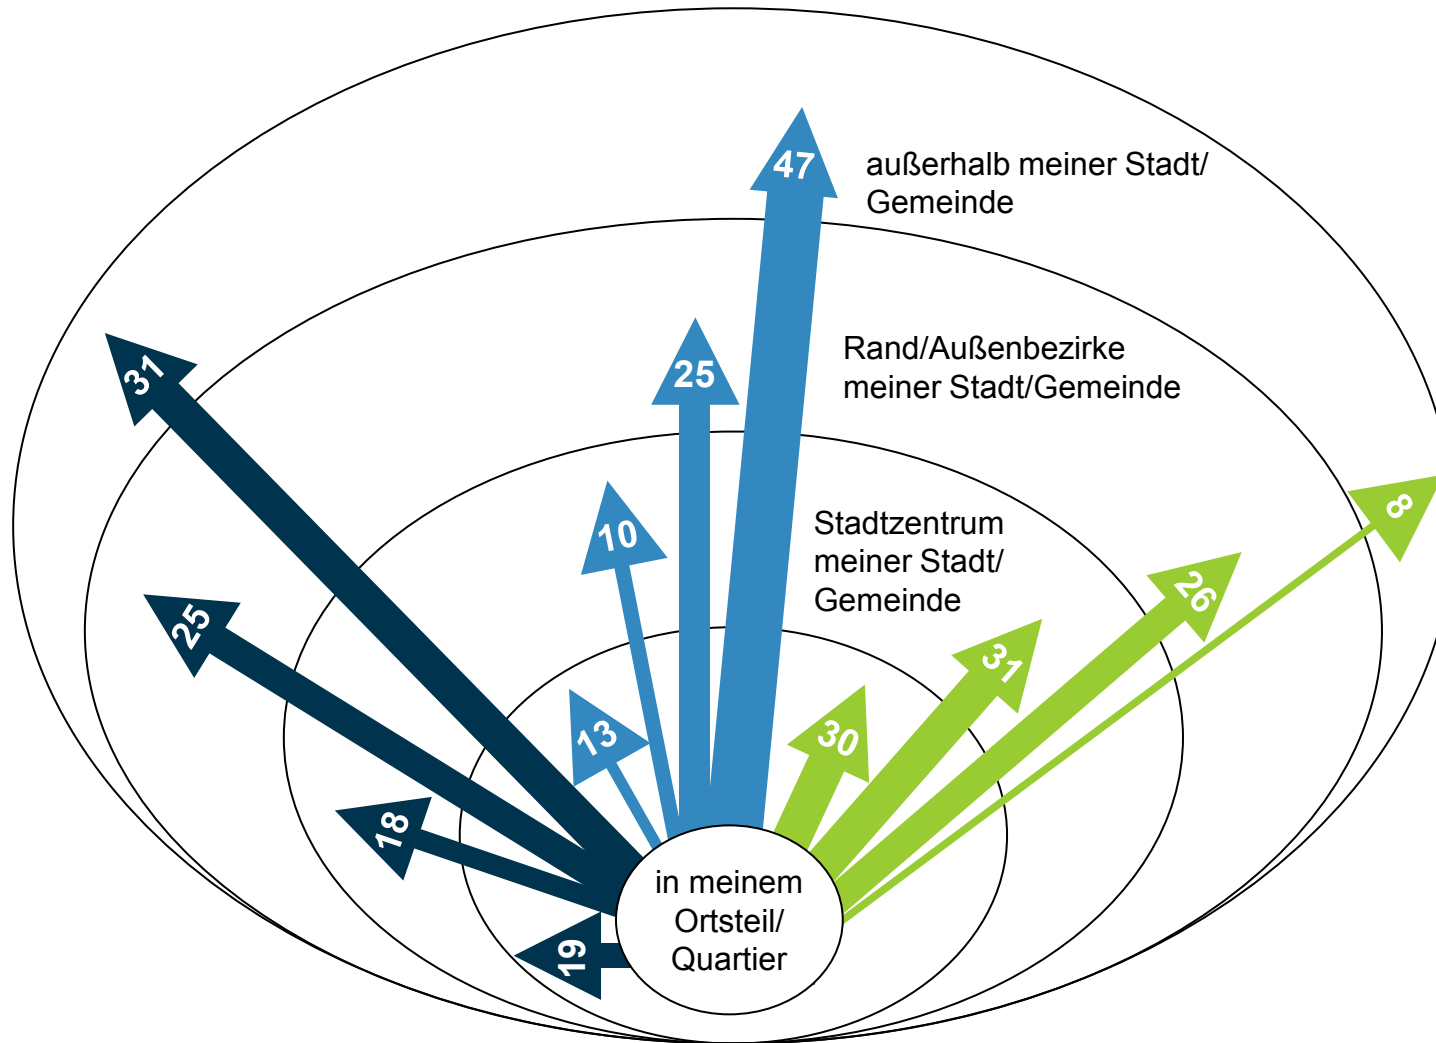 47
außerhalb meiner Stadt/
Gemeinde
31
25
Rand/Außenbezirke
meiner Stadt/Gemeinde
8
10
Stadtzentrum
meiner Stadt/
Gemeinde
26
25
31
13
30
18
in meinem
Ortsteil/
Quartier
19